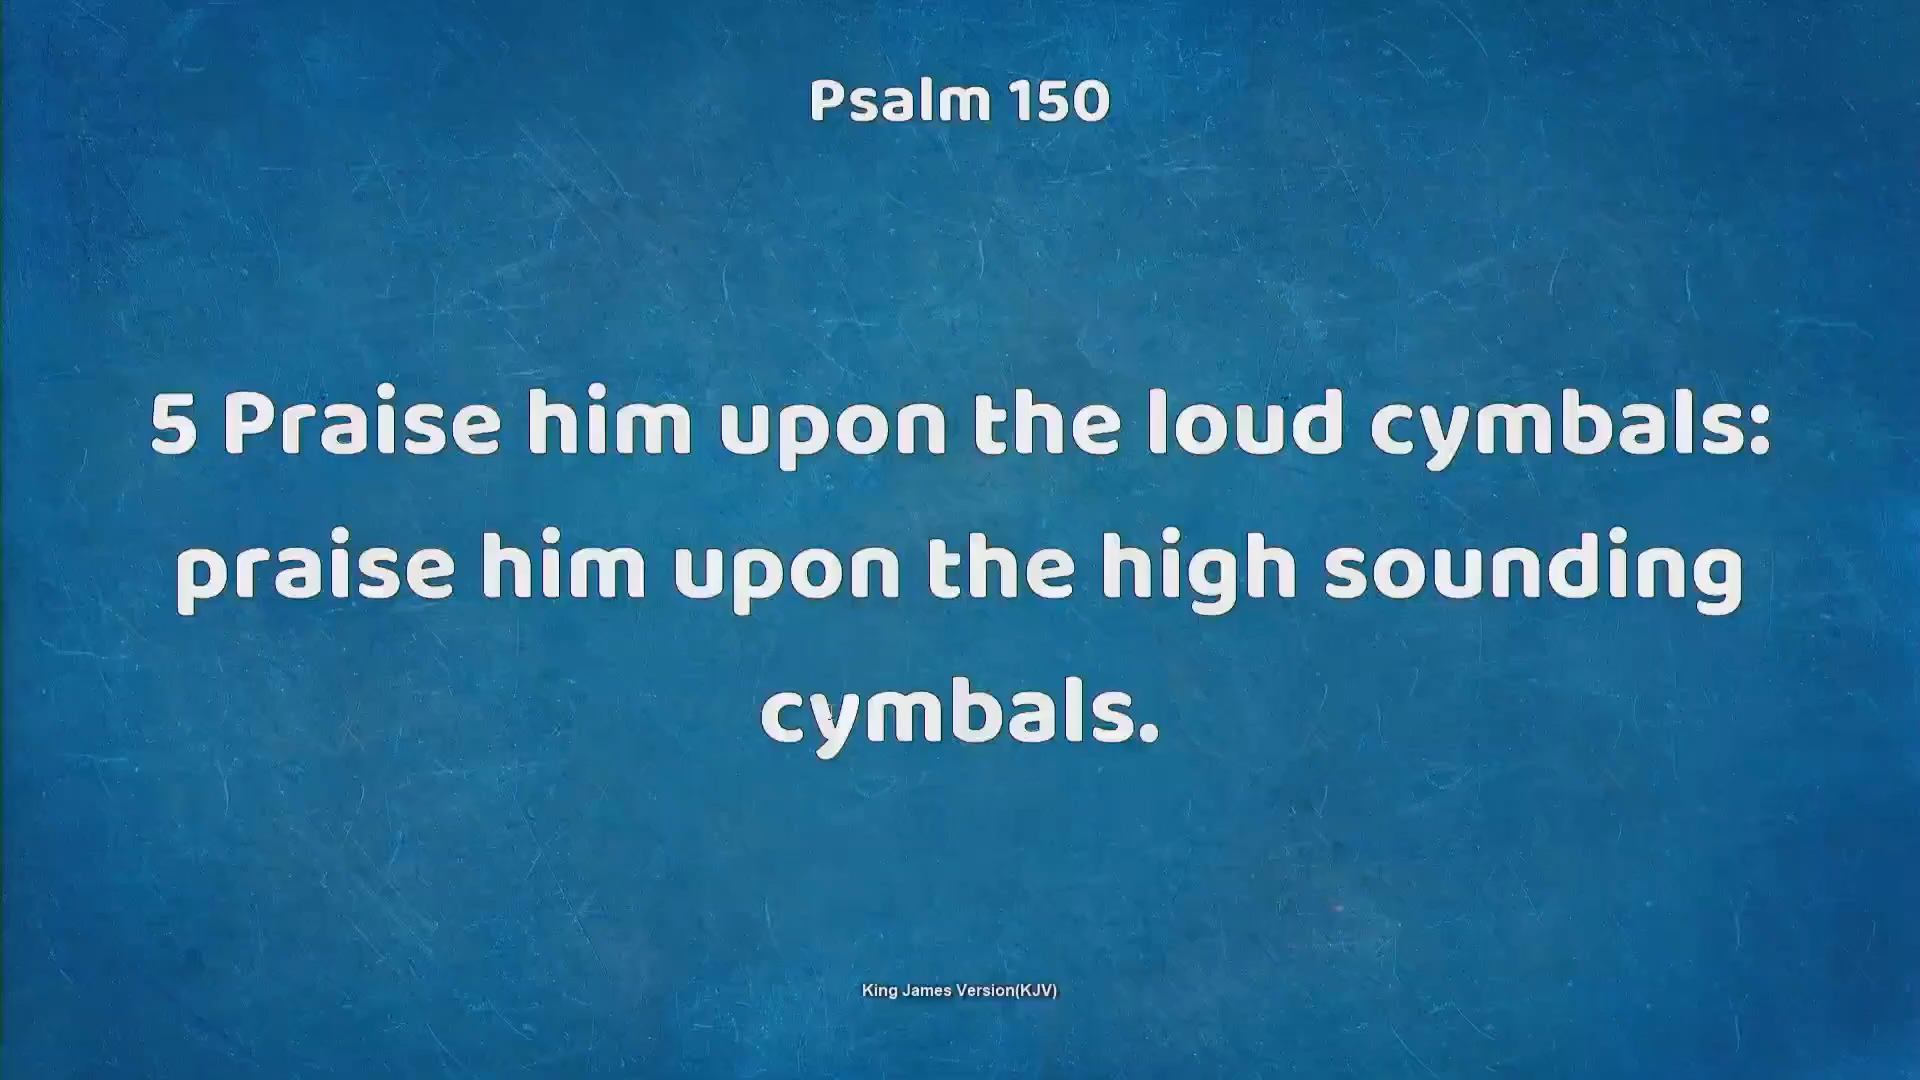 Psalm 150
5 Praise him upon the loud cymbals:
praise him upon the high sounding
cymbals.
King James Version(KJV)